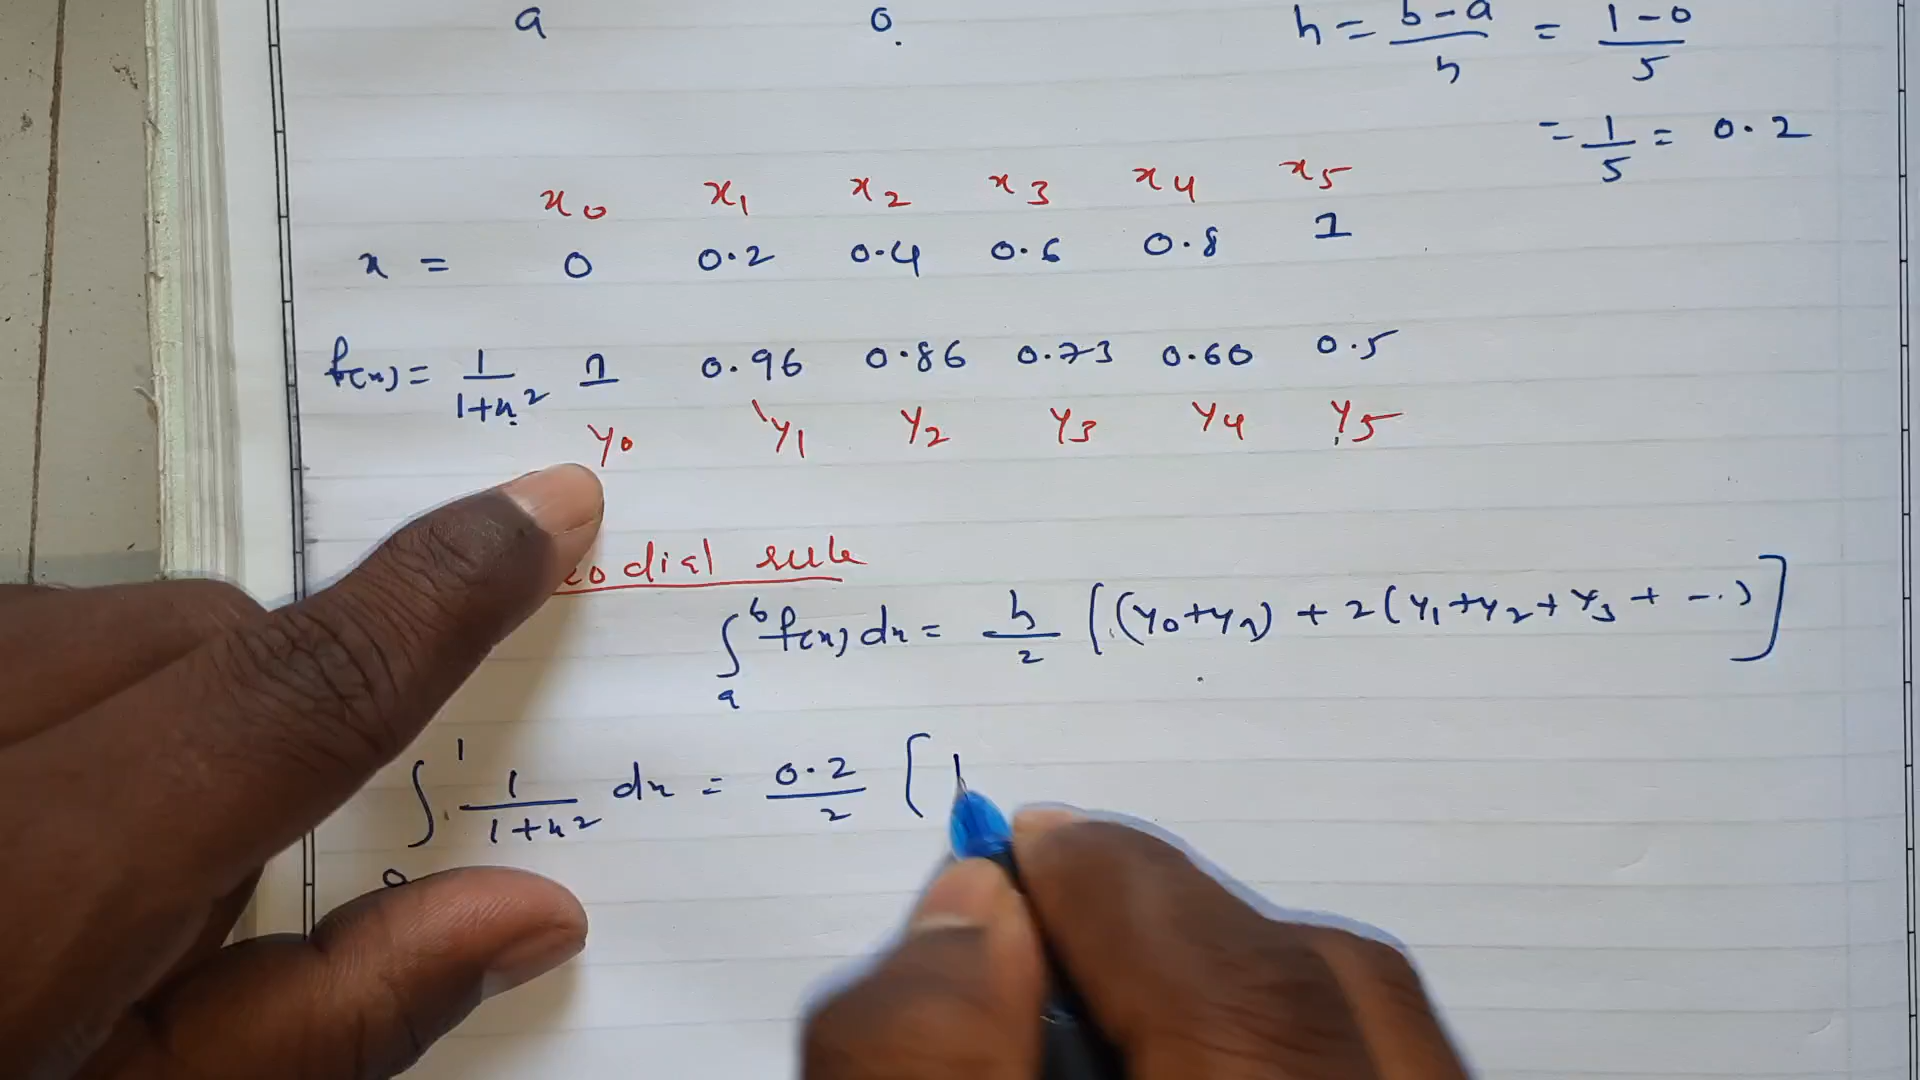 a 0. h = b-a/n = 1-0/5
= 1/5 = 0.2
x0 x1 x2 x3 x4 x5
x = 0 0.2 0.4 0.6 0.8 1
f(x) = 1/1+x² 1 0.96 0.86 0.73 0.60 0.5
y0 y1 y2 y3 y4 y5
rule
∫ₐᵇ f(x) dx = h/2 [(y0+yn) + 2(y1+y2+y3+ -..)]
∫₀¹ 1/1+x² dx = 0.2/2 [1